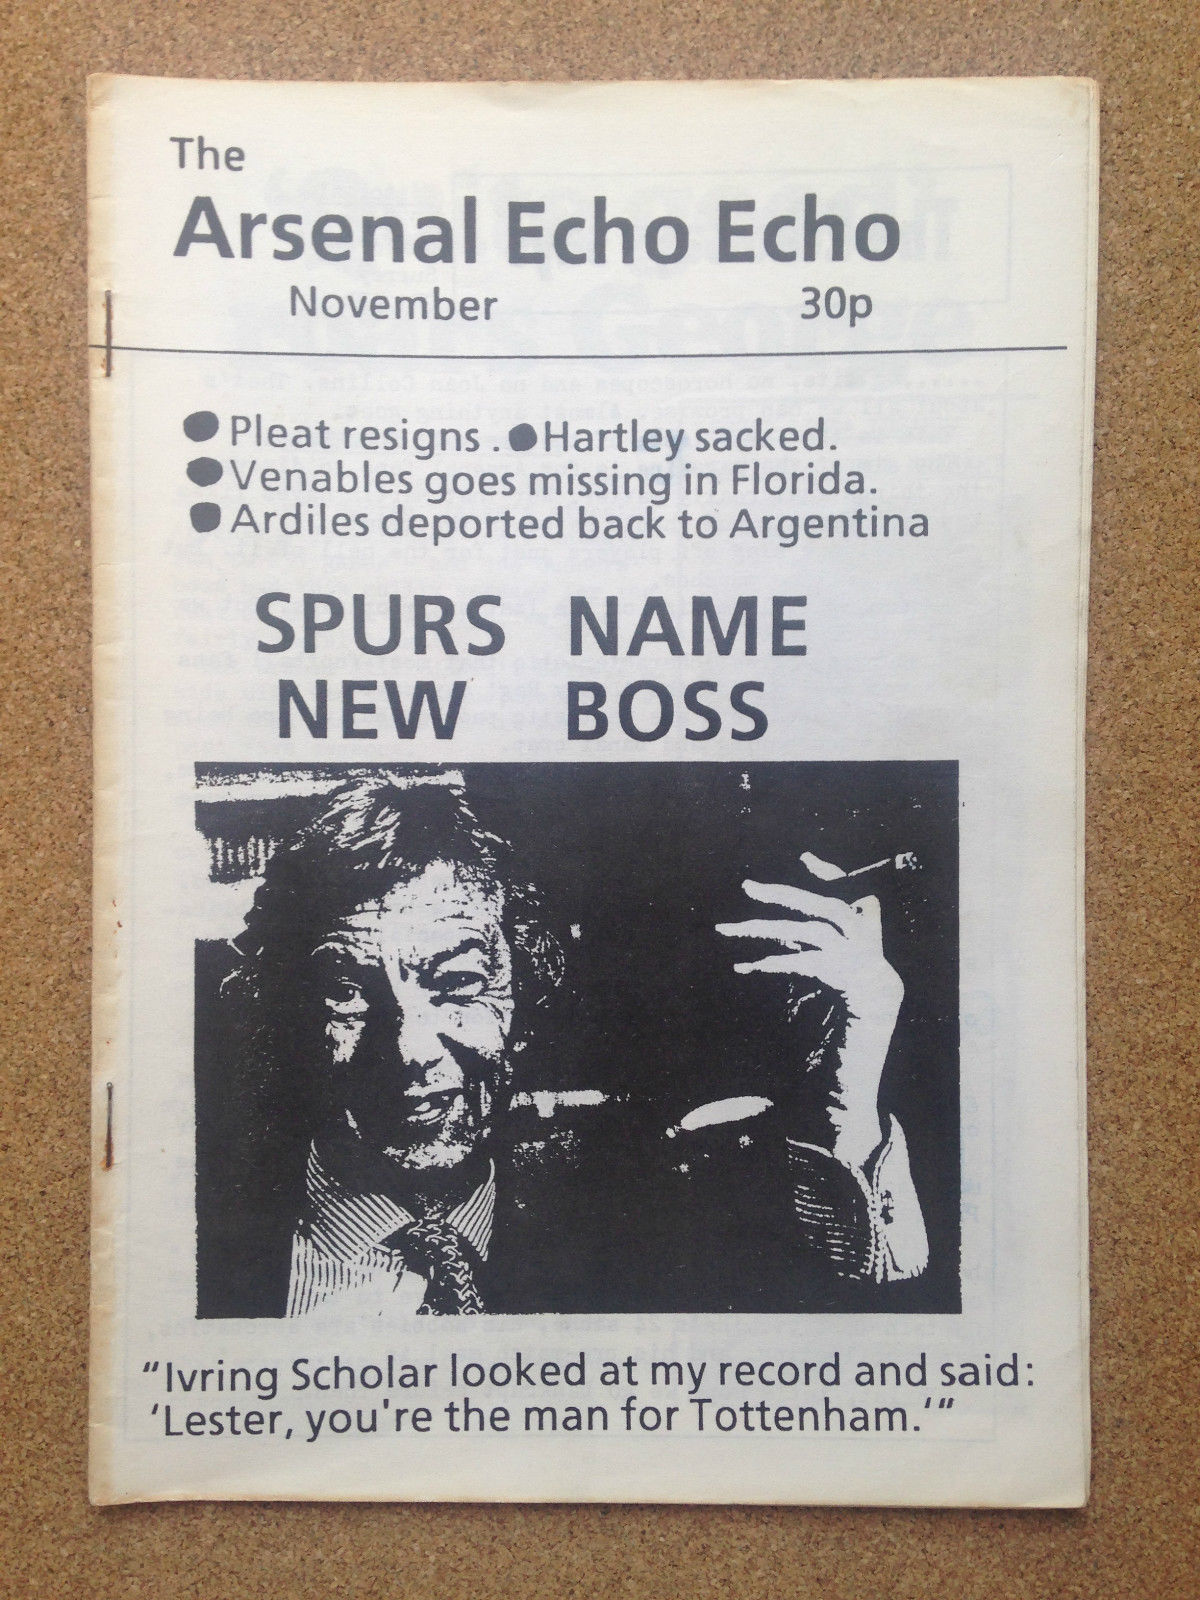 The
Arsenal Echo Echo
November 30p
● Pleat resigns . ● Hartley sacked.
● Venables goes missing in Florida.
● Ardiles deported back to Argentina
SPURS NAME
NEW BOSS
“Ivring Scholar looked at my record and said:
‘Lester, you're the man for Tottenham.‘“